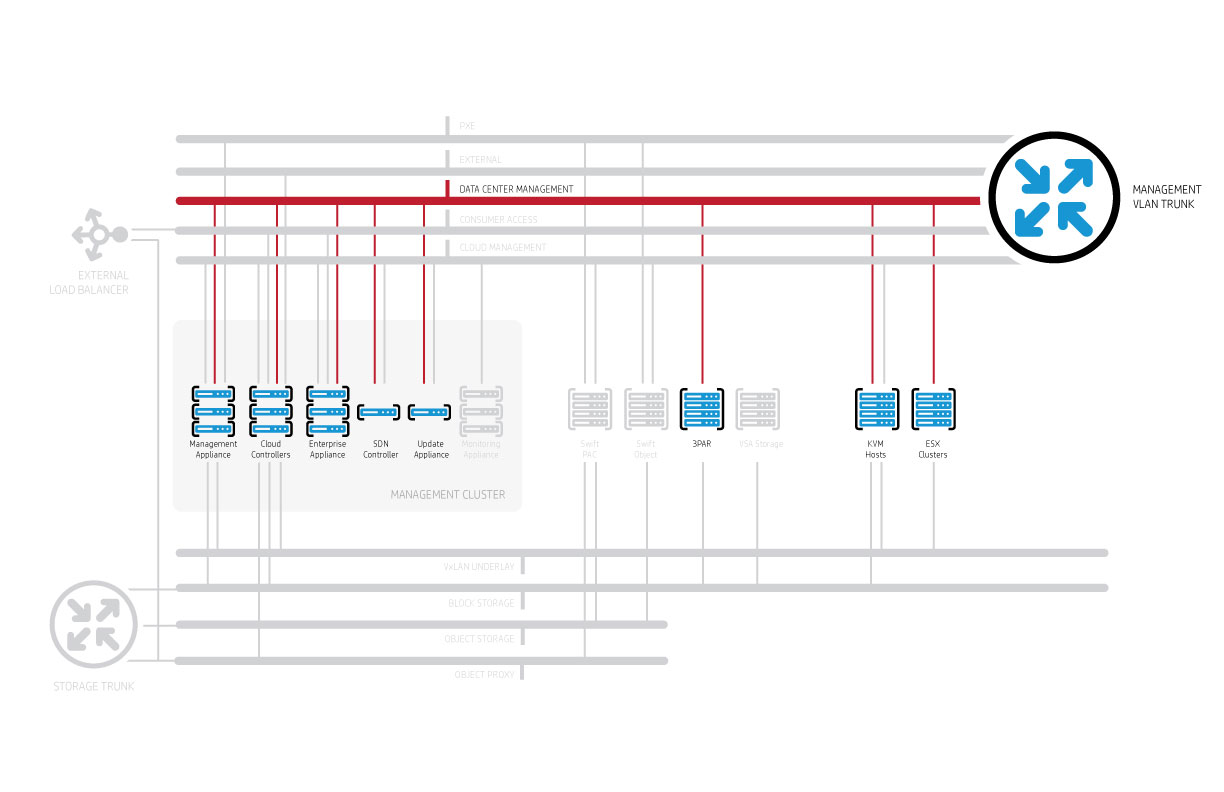 PXE
EXTERNAL
DATA CENTER MANAGEMENT
CONSUMER ACCESS
CLOUD MANAGEMENT
MANAGEMENT
VLAN TRUNK
EXTERNAL
LOAD BALANCER
Management
Appliance
Cloud
Controllers
Enterprise
Appliance
SDN
Controller
Update
Appliance
Monitoring
Appliance
Swift
PAC
Swift
Object
3PAR
VSA Storage
KVM
Hosts
ESX
Clusters
MANAGEMENT CLUSTER
VxLAN UNDERLAY
BLOCK STORAGE
OBJECT STORAGE
OBJECT PROXY
STORAGE TRUNK